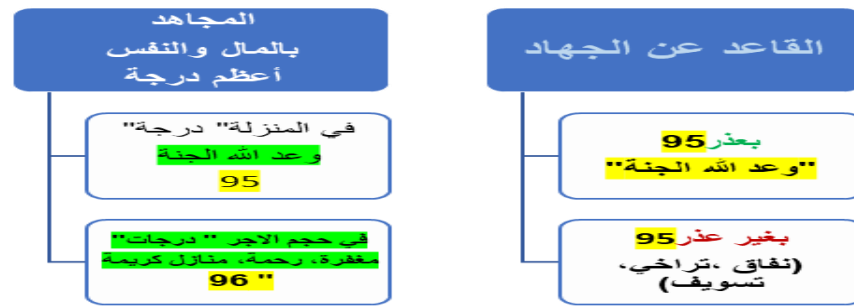 القاعد عن الجهاد
بعذر95
"وعد الله الجنة"
بغير عذر95
(نفاق ،تراخي،
تسويف)
المجاهد
بالمال والنفس
أعظم درجة
في المنزلة" درجة"
وعد الله الجنة
95
في حجم الاجر " درجات"
مغفرة، رحمة، منازل كريمة
" 96